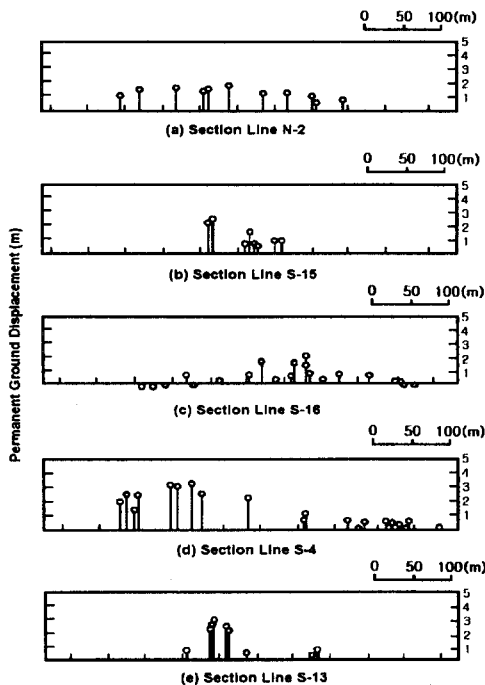 0 50 100(m)
5
4
3
2
1
(a) Section Line N-2
0 50 100(m)
5
4
3
2
1
(b) Section Line S-15
0 50 100(m)
5
4
3
2
1
(c) Section Line S-16
0 50 100(m)
5
4
3
2
1
(d) Section Line S-4
0 50 100(m)
5
4
3
2
1
(e) Section Line S-13
Permanent Ground Displacement (m)